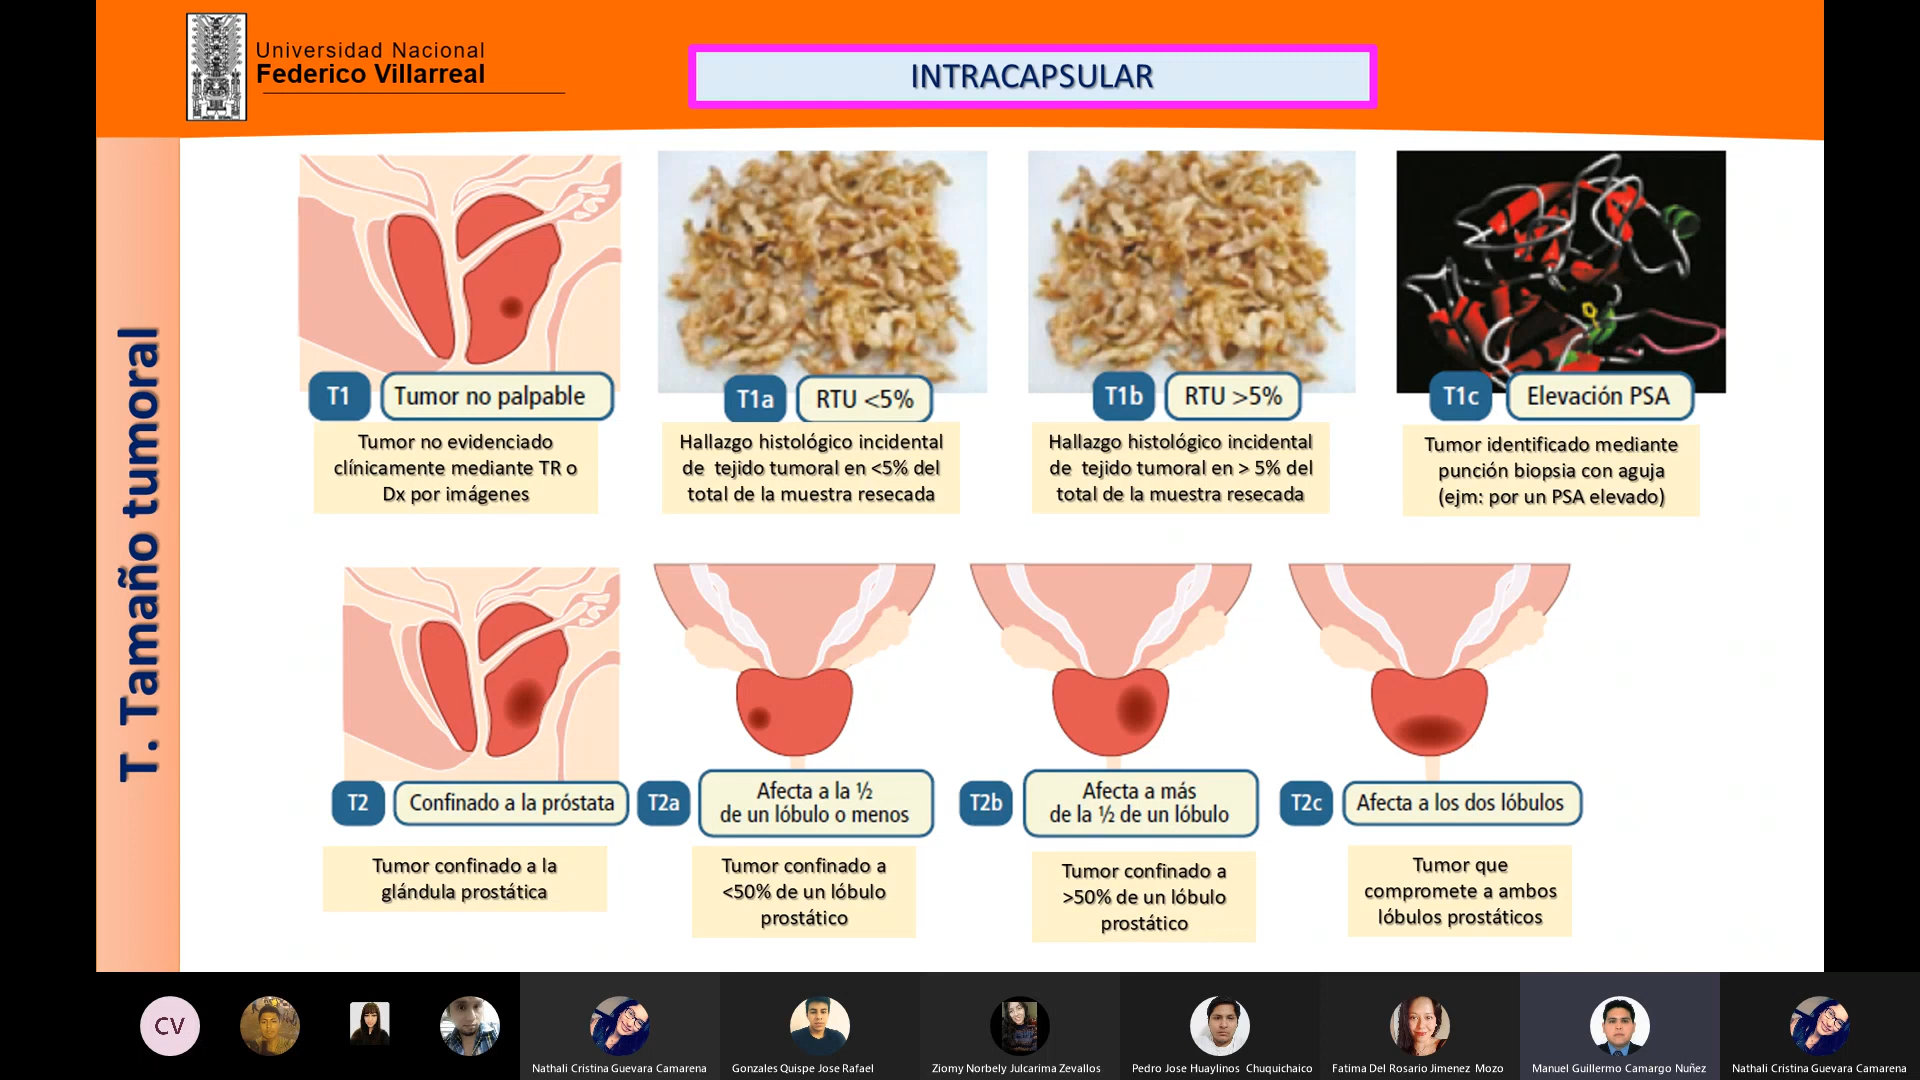 Universidad Nacional
Federico Villarreal
INTRACAPSULAR
T. Tamaño tumoral
T1 Tumor no palpable
Tumor no evidenciado
clínicamente mediante TR o
Dx por imágenes
T1a RTU <5%
Hallazgo histológico incidental
de tejido tumoral en <5% del
total de la muestra resecada
T1b RTU >5%
Hallazgo histológico incidental
de tejido tumoral en > 5% del
total de la muestra resecada
T1c Elevación PSA
Tumor identificado mediante
punción biopsia con aguja
(ejm: por un PSA elevado)
T2 Confinado a la próstata
Tumor confinado a la
glándula prostática
T2a Afecta a la ½
de un lóbulo o menos
Tumor confinado a
<50% de un lóbulo
prostático
T2b Afecta a más
de la ½ de un lóbulo
Tumor confinado a
>50% de un lóbulo
prostático
T2c Afecta a los dos lóbulos
Tumor que
compromete a ambos
lóbulos prostáticos
CV
Nathali Cristina Guevara Camarena
Gonzales Quispe Jose Rafael
Ziomy Norbely Julcarima Zevallos
Pedro Jose Huaylinos Chuquichaico
Fatima Del Rosario Jimenez Mozo
Manuel Guillermo Camargo Nuñez
Nathali Cristina Guevara Camarena